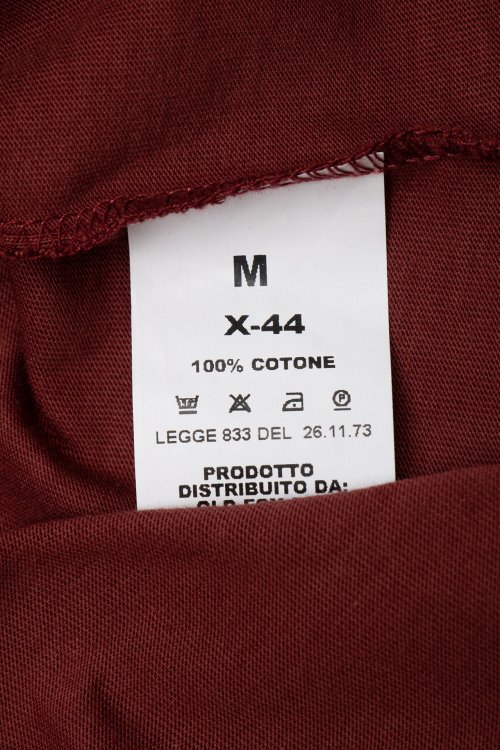 M
X-44
100% COTONE
P
LEGGE 833 DEL 26.11.73
PRODOTTO
DISTRIBUITO DA: